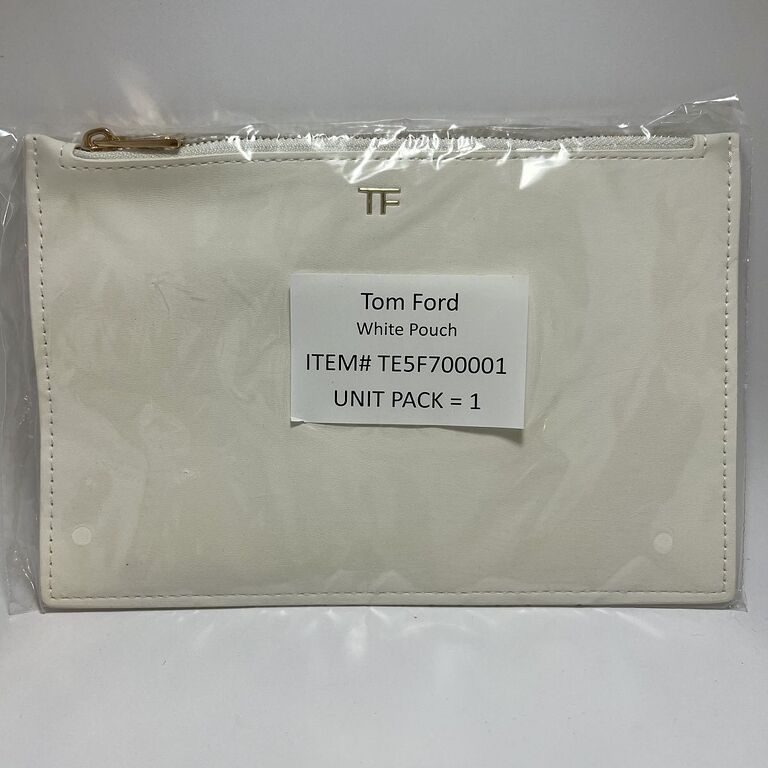 TF
Tom Ford
White Pouch
ITEM# TE5F700001
UNIT PACK = 1